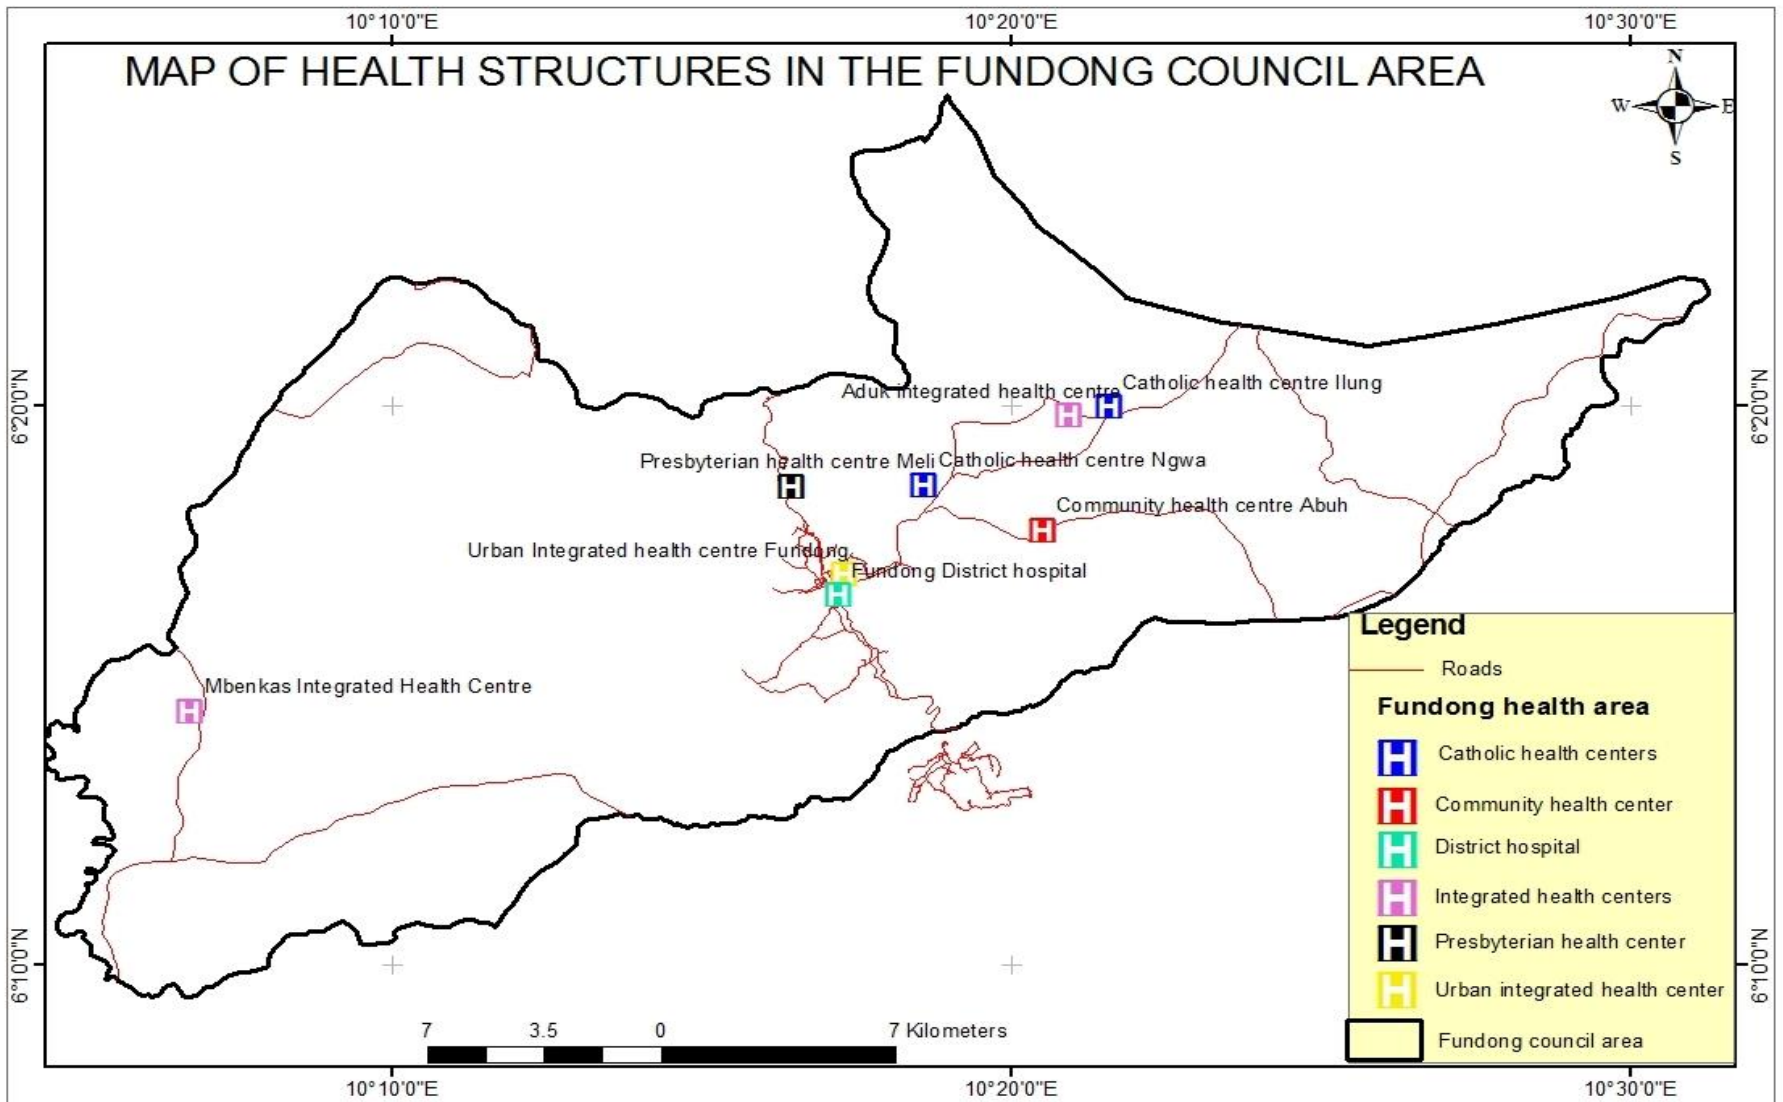 10°10'0"E
10°20'0"E
10°30'0"E
MAP OF HEALTH STRUCTURES IN THE FUNDONG COUNCIL AREA
N
W
E
S
6°20'0"N
6°20'0"N
Aduk integrated health centre
Catholic health centre Ilung
Presbyterian health centre Meli
Catholic health centre Ngwa
Community health centre Abuh
Urban Integrated health centre Fundong
Fundong District hospital
Mbenkas Integrated Health Centre
H
H
H
H
H
H
H
H
Legend
Roads
Fundong health area
H Catholic health centers
H Community health center
H District hospital
H Integrated health centers
H Presbyterian health center
H Urban integrated health center
Fundong council area
6°10'0"N
6°10'0"N
7 3.5 0 7 Kilometers
10°10'0"E
10°20'0"E
10°30'0"E